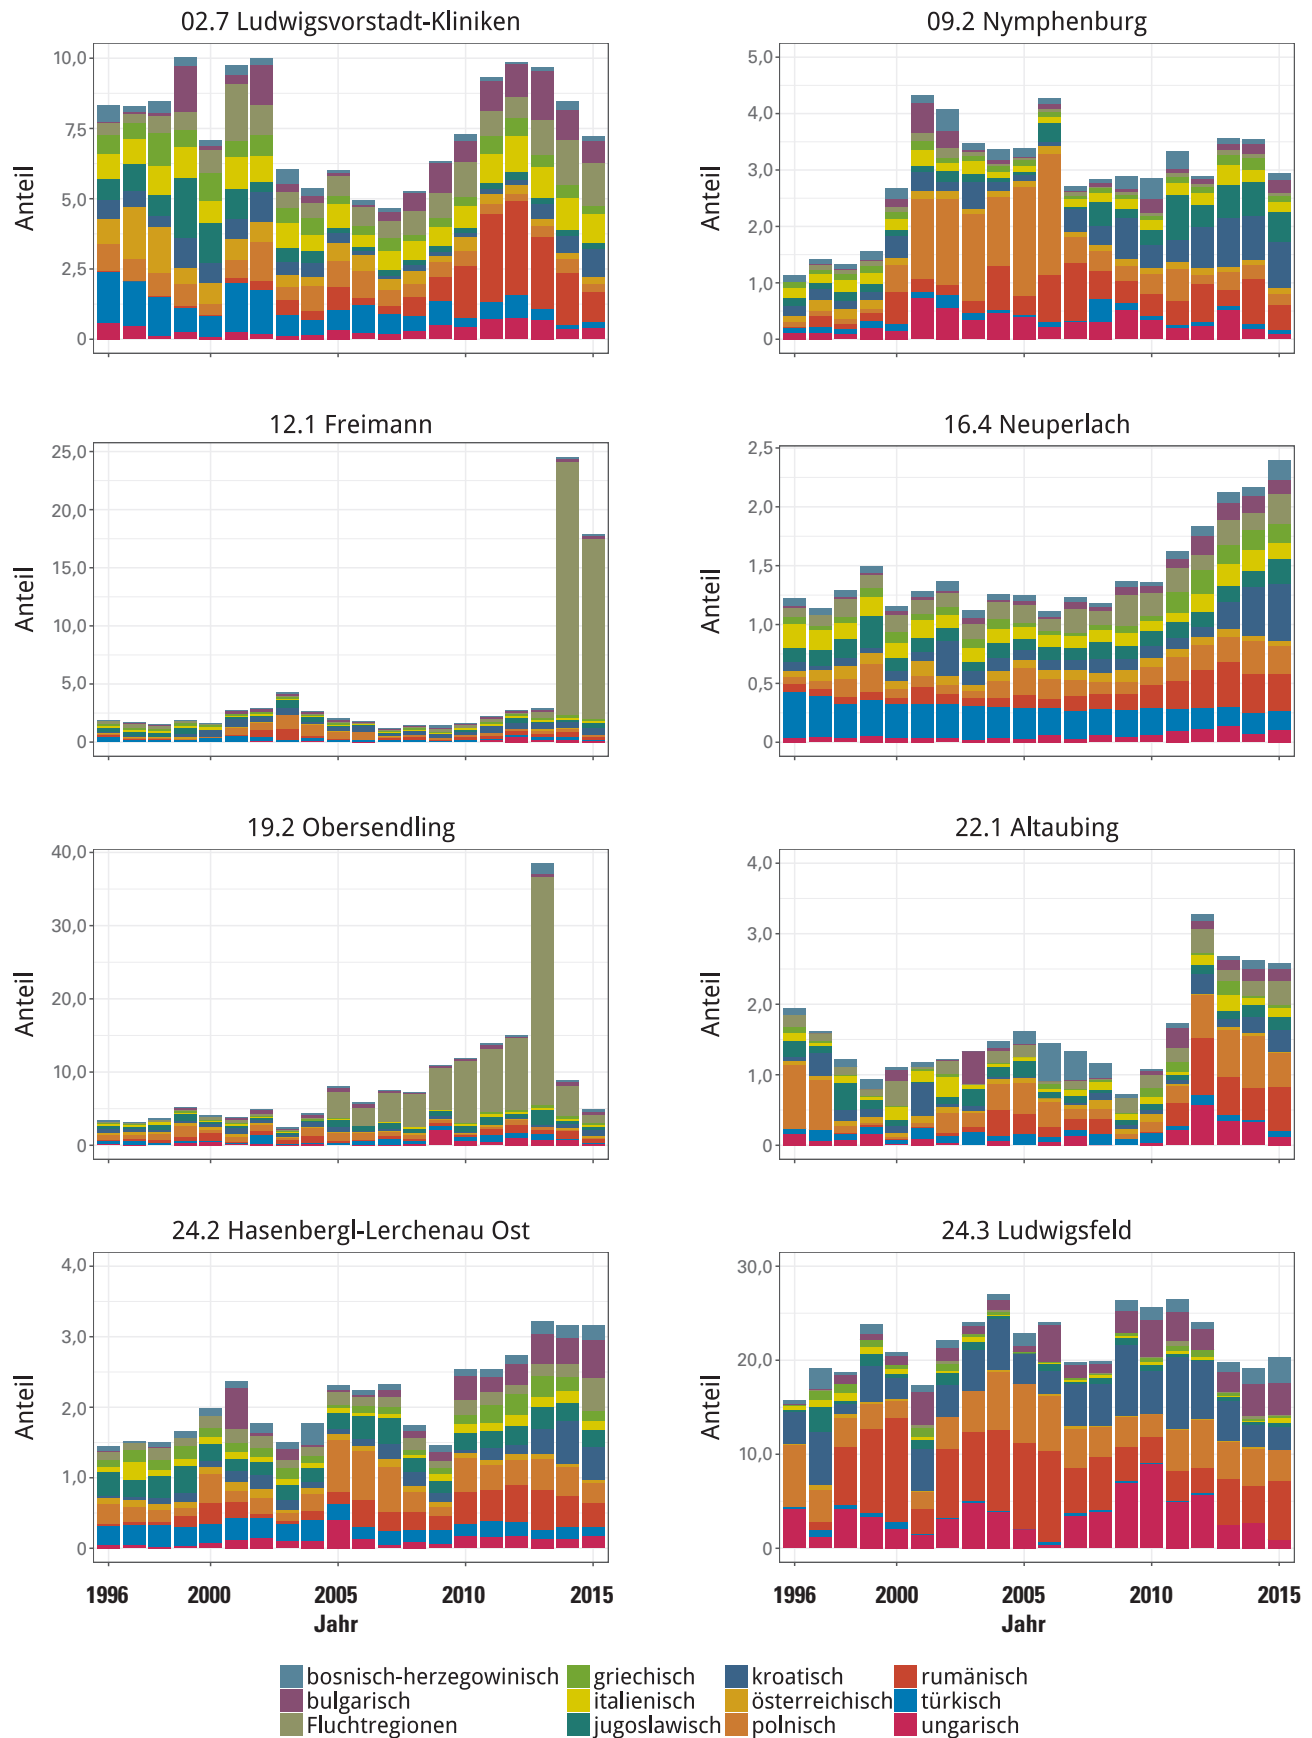 02.7 Ludwigsvorstadt-Kliniken
Anteil
10,0
7,5
5,0
2,5
0
09.2 Nymphenburg
Anteil
5,0
4,0
3,0
2,0
1,0
0
12.1 Freimann
Anteil
25,0
20,0
15,0
10,0
5,0
0
16.4 Neuperlach
Anteil
2,5
2,0
1,5
1,0
0,5
0
19.2 Obersendling
Anteil
40,0
30,0
20,0
10,0
0
22.1 Altaubing
Anteil
4,0
3,0
2,0
1,0
0
24.2 Hasenbergl-Lerchenau Ost
Anteil
4,0
3,0
2,0
1,0
0
1996 2000 2005 2010 2015
Jahr
24.3 Ludwigsfeld
Anteil
30,0
20,0
10,0
0
1996 2000 2005 2010 2015
Jahr
bosnisch-herzegowinisch griechisch kroatisch rumänisch
bulgarisch italienisch österreichisch türkisch
Fluchtregionen jugoslawisch polnisch ungarisch